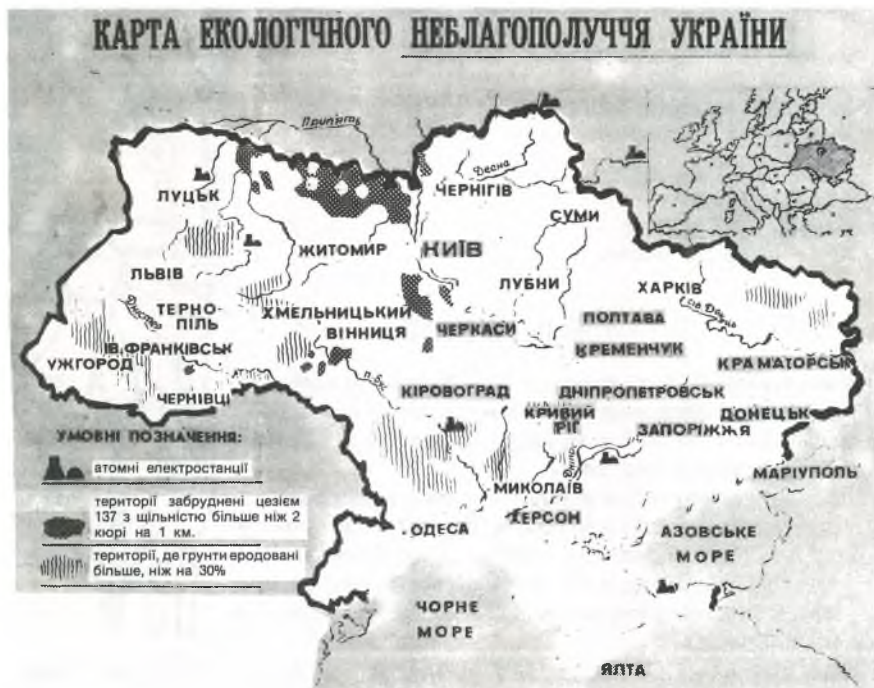 КАРТА ЕКОЛОГІЧНОГО НЕБЛАГОПОЛУЧЧЯ УКРАЇНИ
Прип'ять
Десна
ЧЕРНІГІВ
ЛУЦЬК
СУМИ
ЖИТОМИР
КИЇВ
ЛЬВІВ
ЛУБНИ
ХАРКІВ
ТЕРНО-
ПІЛЬ
ХМЕЛЬНИЦЬКИЙ
ВІННИЦЯ
ЧЕРКАСИ
ПОЛТАВА
ІВ.ФРАНКІВСЬК
КРЕМЕНЧУК
УЖГОРОД
КРАМАТОРСЬК
ЧЕРНІВЦІ
п. Бу
КІРОВОГРАД
ДНІПРОПЕТРОВСЬК
КРИВИЙ
РІГ
ДОНЕЦЬК
ЗАПОРІЖЖЯ
Дніпро
МАРІУПОЛЬ
МИКОЛАЇВ
ХЕРСОН
ОДЕСА
АЗОВСЬКЕ
МОРЕ
ЧОРНЕ
МОРЕ
ЯЛТА
УМОВНІ ПОЗНАЧЕННЯ:
атомні електростанції
території забруднені цезієм
137 з щільністю більше ніж 2
кюрі на 1 км.
території, де грунти еродовані
більше, ніж на 30%